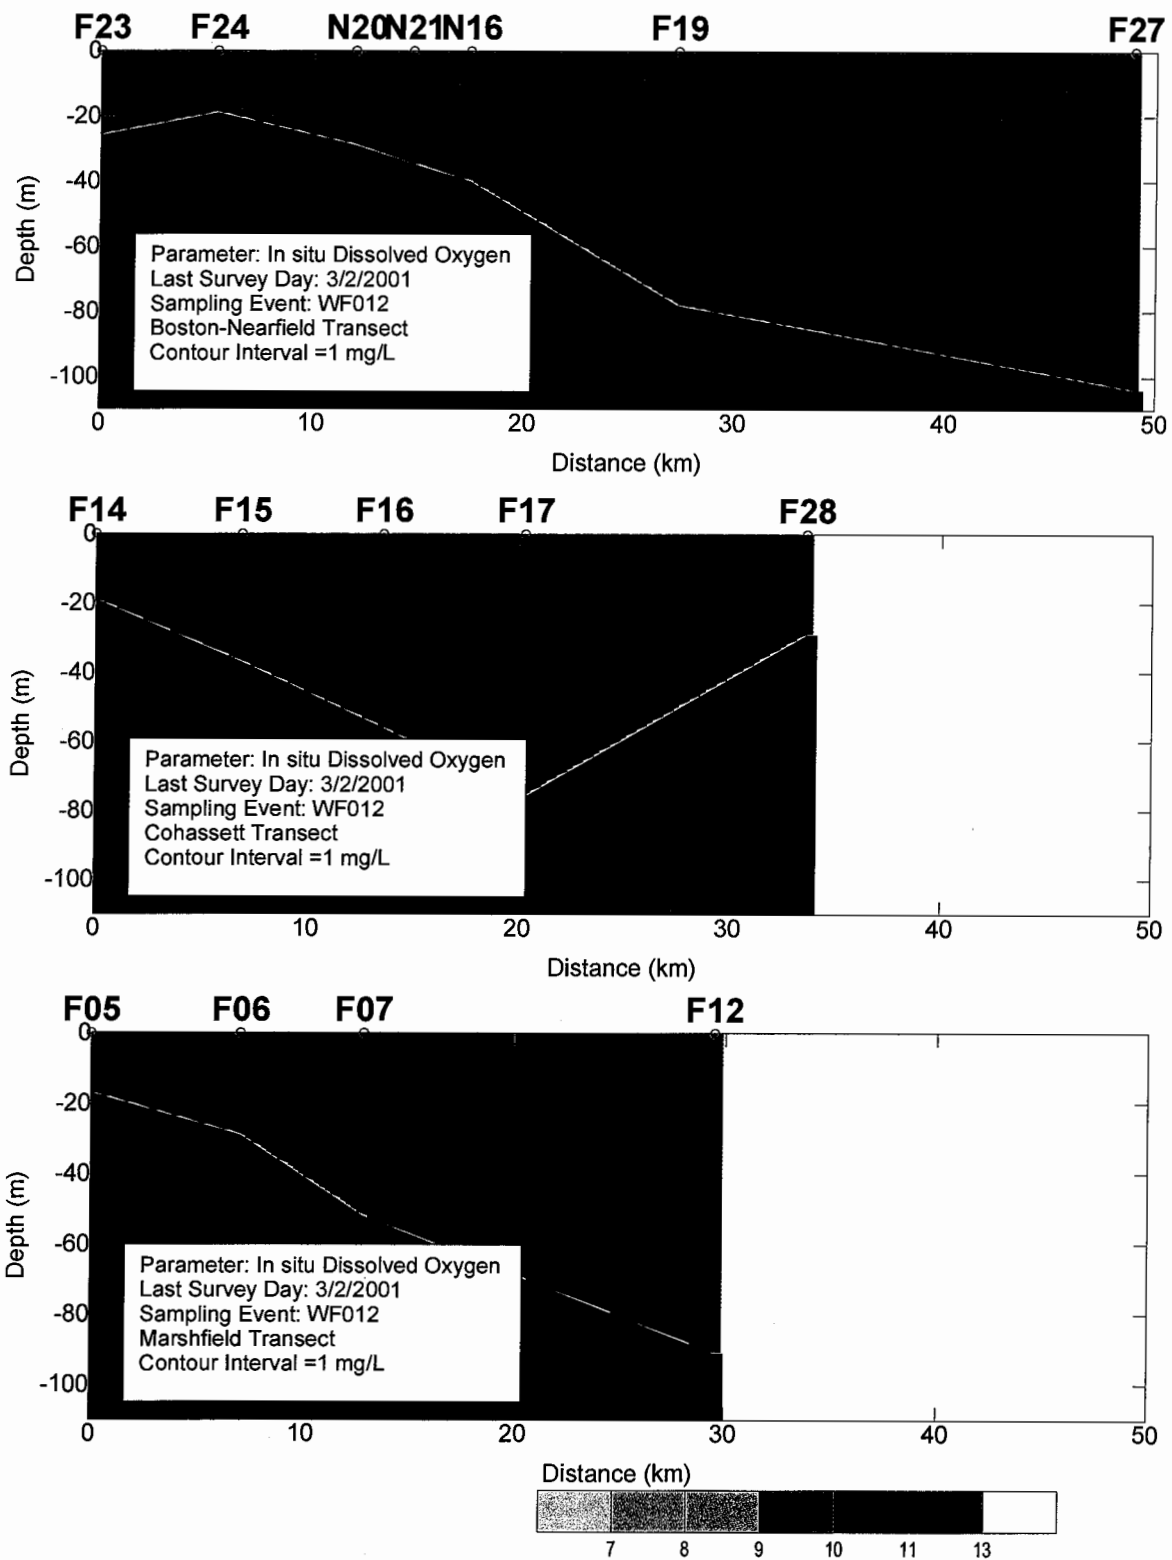 F23 F24 N20 N21 N16 F19 F27
0
-20
-40
-60
-80
-100
Depth (m)
Parameter: In situ Dissolved Oxygen
Last Survey Day: 3/2/2001
Sampling Event: WF012
Boston-Nearfield Transect
Contour Interval =1 mg/L
0 10 20 30 40 50
Distance (km)
F14 F15 F16 F17 F28
0
-20
-40
-60
-80
-100
Depth (m)
Parameter: In situ Dissolved Oxygen
Last Survey Day: 3/2/2001
Sampling Event: WF012
Cohassett Transect
Contour Interval =1 mg/L
0 10 20 30 40 50
Distance (km)
F05 F06 F07 F12
0
-20
-40
-60
-80
-100
Depth (m)
Parameter: In situ Dissolved Oxygen
Last Survey Day: 3/2/2001
Sampling Event: WF012
Marshfield Transect
Contour Interval =1 mg/L
0 10 20 30 40 50
Distance (km)
7 8 9 10 11 13